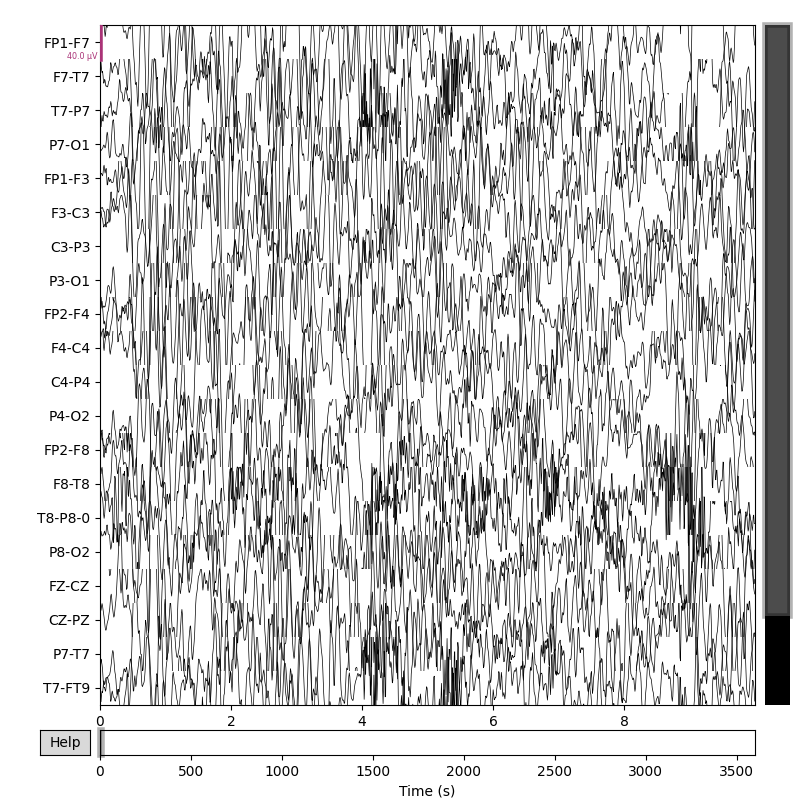 FP1-F7
40.0 µV
F7-T7
T7-P7
P7-O1
FP1-F3
F3-C3
C3-P3
P3-O1
FP2-F4
F4-C4
C4-P4
P4-O2
FP2-F8
F8-T8
T8-P8-0
P8-O2
FZ-CZ
CZ-PZ
P7-T7
T7-FT9
0 2 4 6 8
Help
0 500 1000 1500 2000 2500 3000 3500
Time (s)